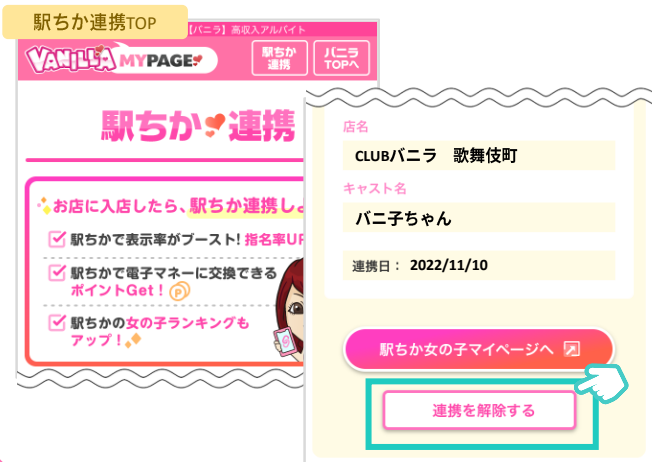 駅ちか連携TOP
【バニラ】高収入アルバイト
VANILLA MYPAGE
駅ちか
連携
バニラ
TOPへ
駅ちか 連携
お店に入店したら、駅ちか連携しよ
駅ちかで表示率がブースト!指名率UP
駅ちかで電子マネーに交換できる
ポイントGet！P
駅ちかの女の子ランキングも
アップ！
店名
CLUBバニラ　歌舞伎町
キャスト名
バニ子ちゃん
連携日： 2022/11/10
駅ちか女の子マイページへ
連携を解除する